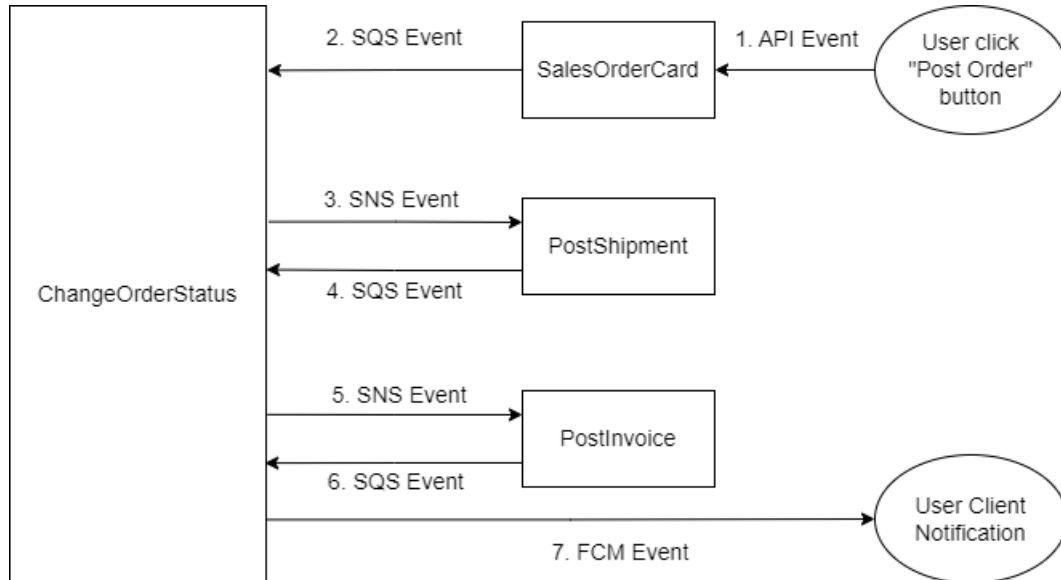 2. SQS Event
1. API Event
User click
"Post Order"
button
SalesOrderCard
3. SNS Event
PostShipment
4. SQS Event
ChangeOrderStatus
5. SNS Event
PostInvoice
6. SQS Event
User Client
Notification
7. FCM Event